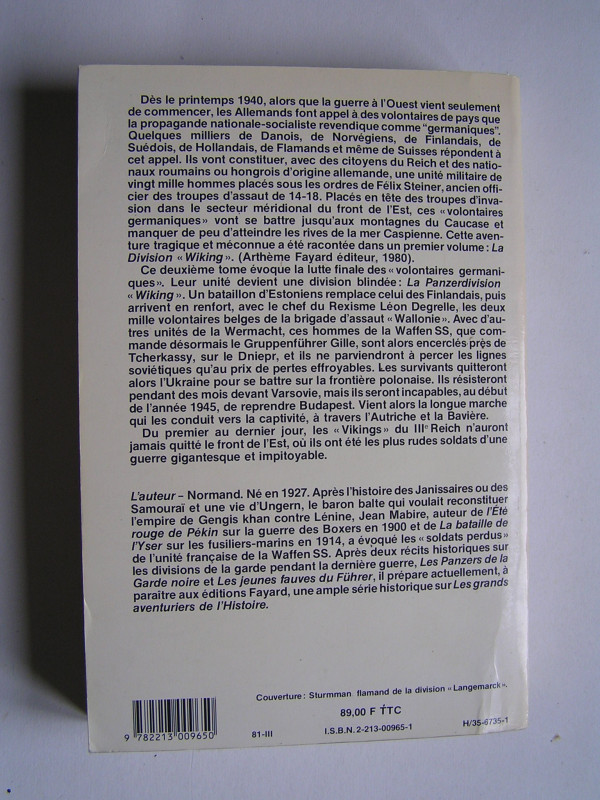 Dès le printemps 1940, alors que la guerre à l'Ouest vient seulement
de commencer, les Allemands font appel à des volontaires de pays que
la propagande nationale-socialiste revendique comme "germaniques".
Quelques milliers de Danois, de Norvégiens, de Finlandais, de
Suédois, de Hollandais, de Flamands et même de Suisses répondent à
cet appel. Ils vont constituer, avec des citoyens du Reich et des natio-
naux roumains ou hongrois d'origine allemande, une unité militaire de
vingt mille hommes placés sous les ordres de Félix Steiner, ancien offi-
cier des troupes d'assaut de 14-18. Placés en tête des troupes d'inva-
sion dans le secteur méridional du front de l'Est, ces « volontaires
germaniques » vont se battre jusqu'aux montagnes du Caucase et
manquer de peu d'atteindre les rives de la mer Caspienne. Cette aven-
ture tragique et méconnue a été racontée dans un premier volume : La
Division « Wiking ». (Arthème Fayard éditeur, 1980).
Ce deuxième tome évoque la lutte finale des « volontaires germani-
ques ». Leur unité devient une division blindée : La Panzerdivision
« Wiking ». Un bataillon d'Estoniens remplace celui des Finlandais, puis
arrivent en renfort, avec le chef du Rexisme Léon Degrelle, les deux
mille volontaires belges de la brigade d'assaut « Wallonie ». Avec d'au-
tres unités de la Wermacht, ces hommes de la Waffen SS, que com-
mande désormais le Gruppenführer Gille, sont alors encerclés près de
Tcherkassy, sur le Dniepr, et ils ne parviendront à percer les lignes
soviétiques qu'au prix de pertes effroyables. Les survivants quitteront
alors l'Ukraine pour se battre sur la frontière polonaise. Ils résisteront
pendant des mois devant Varsovie, mais ils seront incapables, au début
de l'année 1945, de reprendre Budapest. Vient alors la longue marche
qui les conduit vers la captivité, à travers l'Autriche et la Bavière.
Du premier au dernier jour, les « Vikings » du IIIe Reich n'auront
jamais quitté le front de l'Est, où ils ont été les plus rudes soldats d'une
guerre gigantesque et impitoyable.
L'auteur – Normand. Né en 1927. Après l'histoire des Janissaires ou des
Samouraï et une vie d'Ungern, le baron balte qui voulait reconstituer
l'empire de Gengis khan contre Lénine, Jean Mabire, auteur de l'Été
rouge de Pékin sur la guerre des Boxers en 1900 et de La bataille de
l'Yser sur les fusiliers-marins en 1914, a évoqué les « soldats perdus »
de l'unité française de la Waffen SS. Après deux récits historiques sur
les divisions de la garde pendant la dernière guerre, Les Panzers de la
Garde noire et Les jeunes fauves du Führer, il prépare actuellement, à
paraître aux éditions Fayard, une ample série historique sur Les grands
aventuriers de l'Histoire.
Couverture : Sturmman flamand de la division « Langemarck ».
89,00 F TTC
9 782213 009650
81-III
I.S.B.N. 2-213-00965-1
H/35-6735-1